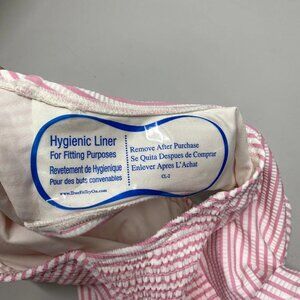 Hygienic Liner
For Fitting Purposes
Revetement de Hygienique
Pour des buts convenables
www.TrueFitTryOn.com
Remove After Purchase
Se Quita Despues de Comprar
Enlever Apres L'Achat
CL-2